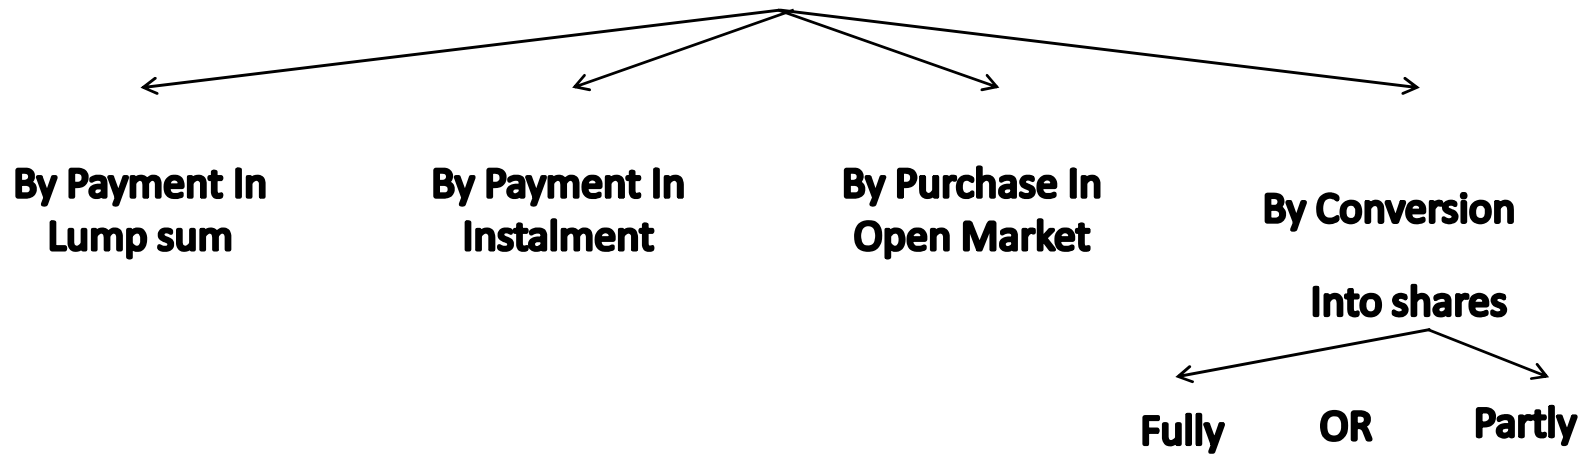 By Payment In
Lump sum
By Payment In
Instalment
By Purchase In
Open Market
By Conversion
Into shares
Fully
OR
Partly